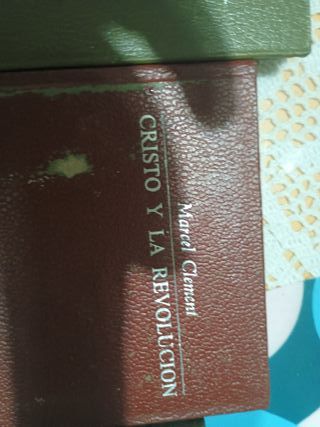 Marcel Clement
CRISTO Y LA REVOLUCION